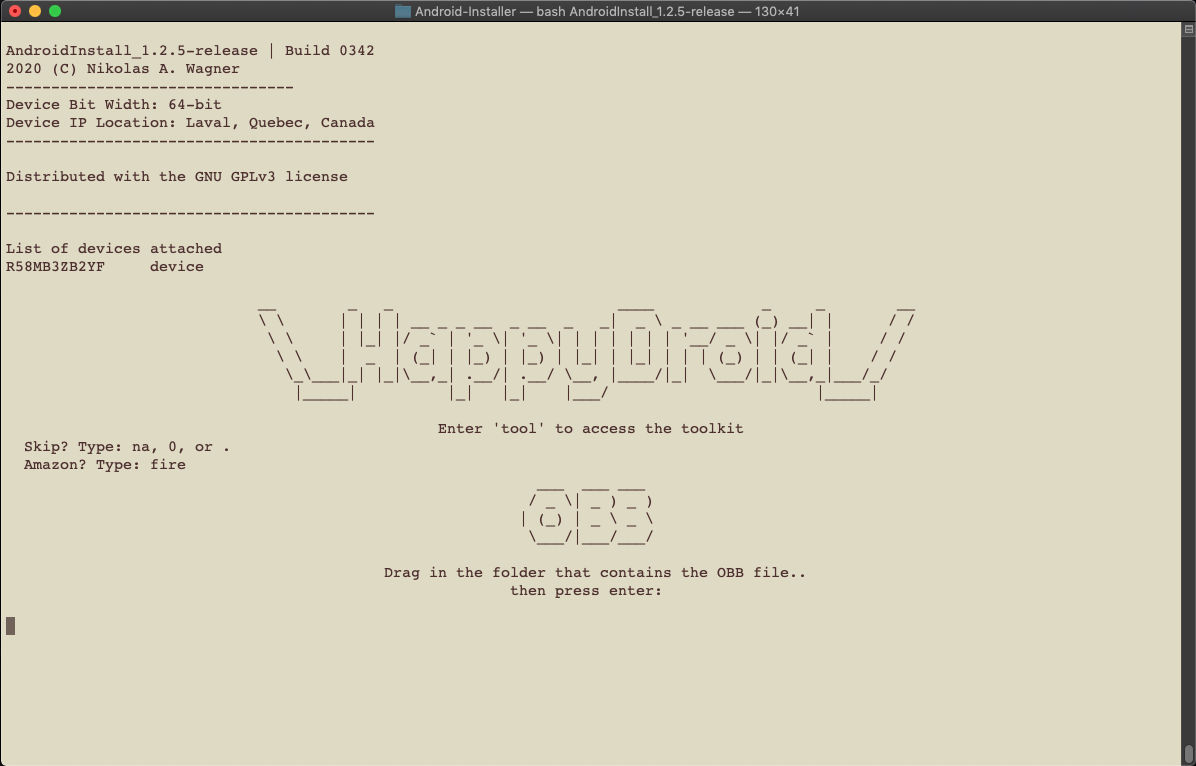 Android-Installer — bash AndroidInstall_1.2.5-release — 130×41
AndroidInstall_1.2.5-release | Build 0342
2020 (C) Nikolas A. Wagner
--------------------------------
Device Bit Width: 64-bit
Device IP Location: Laval, Quebec, Canada
-----------------------------------------
Distributed with the GNU GPLv3 license
-----------------------------------------
List of devices attached
R58MB3ZB2YF     device
HappyDroid
Enter 'tool' to access the toolkit
Skip? Type: na, 0, or .
Amazon? Type: fire
OBB
Drag in the folder that contains the OBB file..
then press enter: